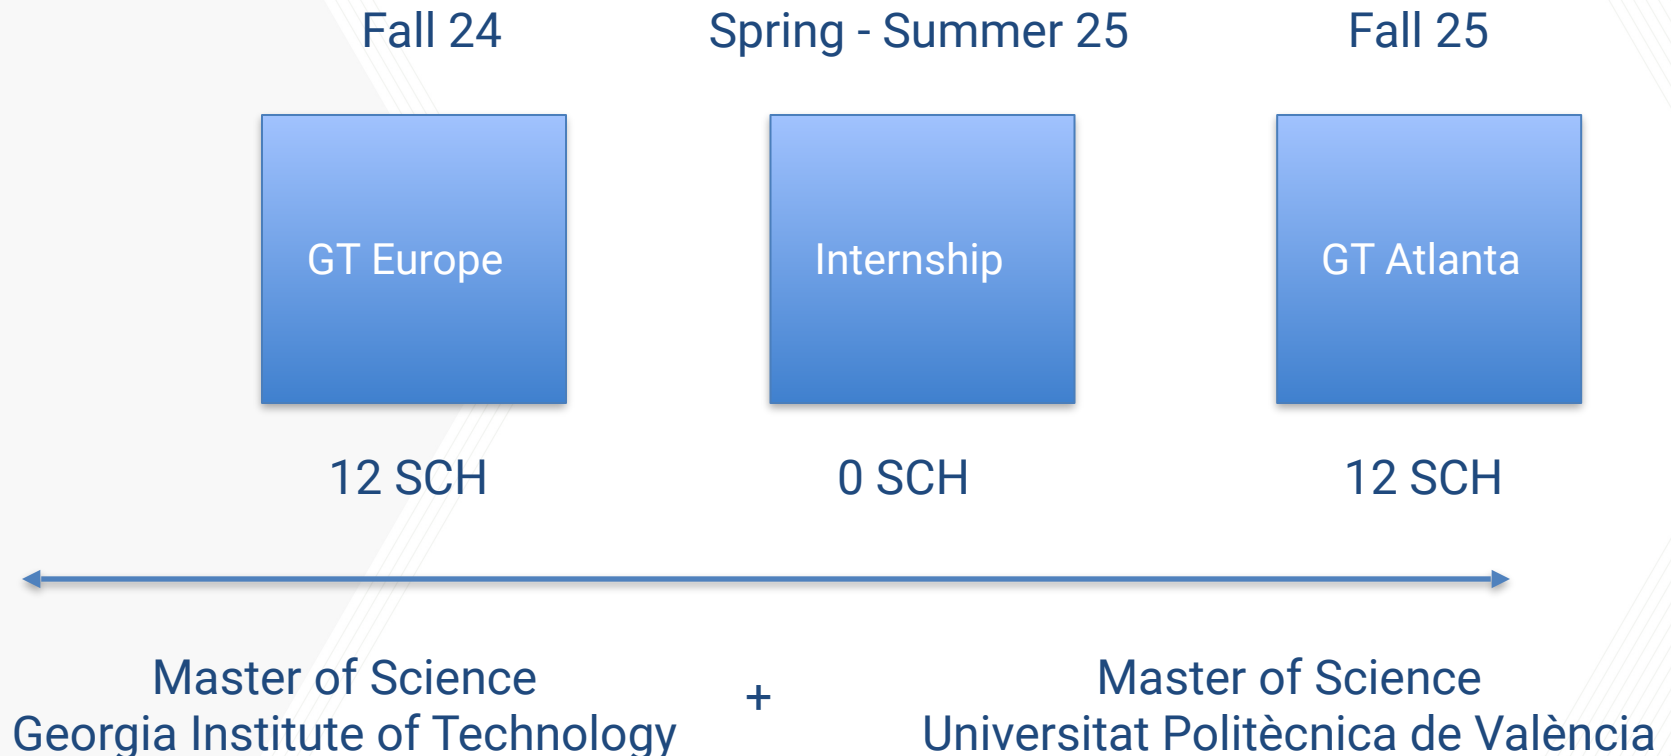 Fall 24
Spring - Summer 25
Fall 25
GT Europe
Internship
GT Atlanta
12 SCH
0 SCH
12 SCH
Master of Science
Georgia Institute of Technology
+
Master of Science
Universitat Politècnica de València